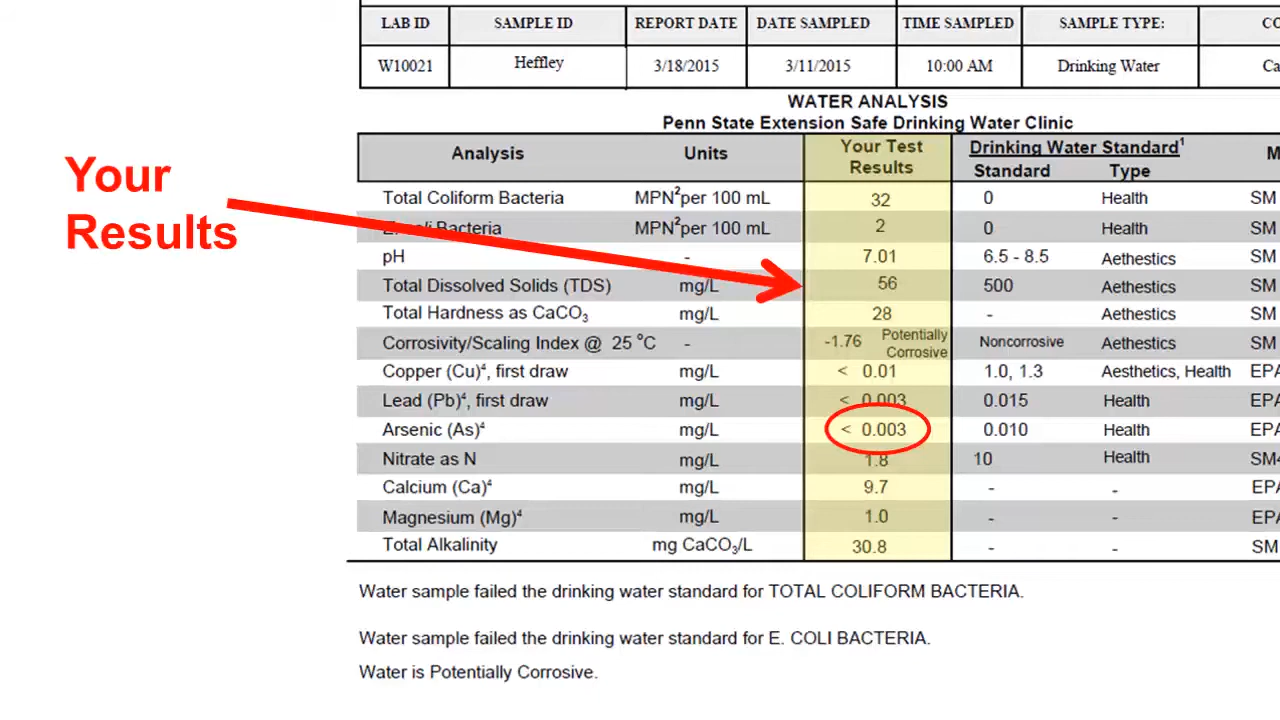 LAB ID SAMPLE ID REPORT DATE DATE SAMPLED TIME SAMPLED SAMPLE TYPE: CO
W10021 Heffley 3/18/2015 3/11/2015 10:00 AM Drinking Water Ca
WATER ANALYSIS
Penn State Extension Safe Drinking Water Clinic
Your
Results
Analysis Units Your Test Results Drinking Water Standard1 M
Standard Type
Total Coliform Bacteria MPN2per 100 mL 32 0 Health SM
E. coli Bacteria MPN2per 100 mL 2 0 Health SM
pH - 7.01 6.5 - 8.5 Aethestics SM
Total Dissolved Solids (TDS) mg/L 56 500 Aethestics SM
Total Hardness as CaCO3 mg/L 28 - Aethestics SM
Corrosivity/Scaling Index @ 25 oC - -1.76 Potentially Corrosive Noncorrosive Aethestics SM
Copper (Cu)4, first draw mg/L < 0.01 1.0, 1.3 Aesthetics, Health EPA
Lead (Pb)4, first draw mg/L < 0.003 0.015 Health EPA
Arsenic (As)4 mg/L < 0.003 0.010 Health EPA
Nitrate as N mg/L 1.8 10 Health SM4
Calcium (Ca)4 mg/L 9.7 - - EPA
Magnesium (Mg)4 mg/L 1.0 - - EPA
Total Alkalinity mg CaCO3/L 30.8 - - SM
Water sample failed the drinking water standard for TOTAL COLIFORM BACTERIA.
Water sample failed the drinking water standard for E. COLI BACTERIA.
Water is Potentially Corrosive.